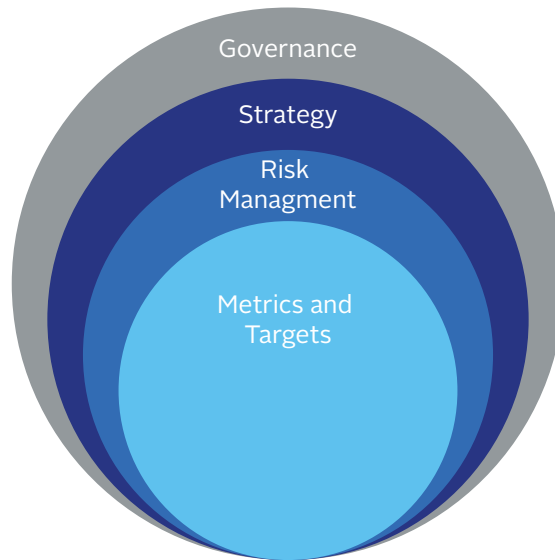 Governance
Strategy
Risk
Managment
Metrics and
Targets